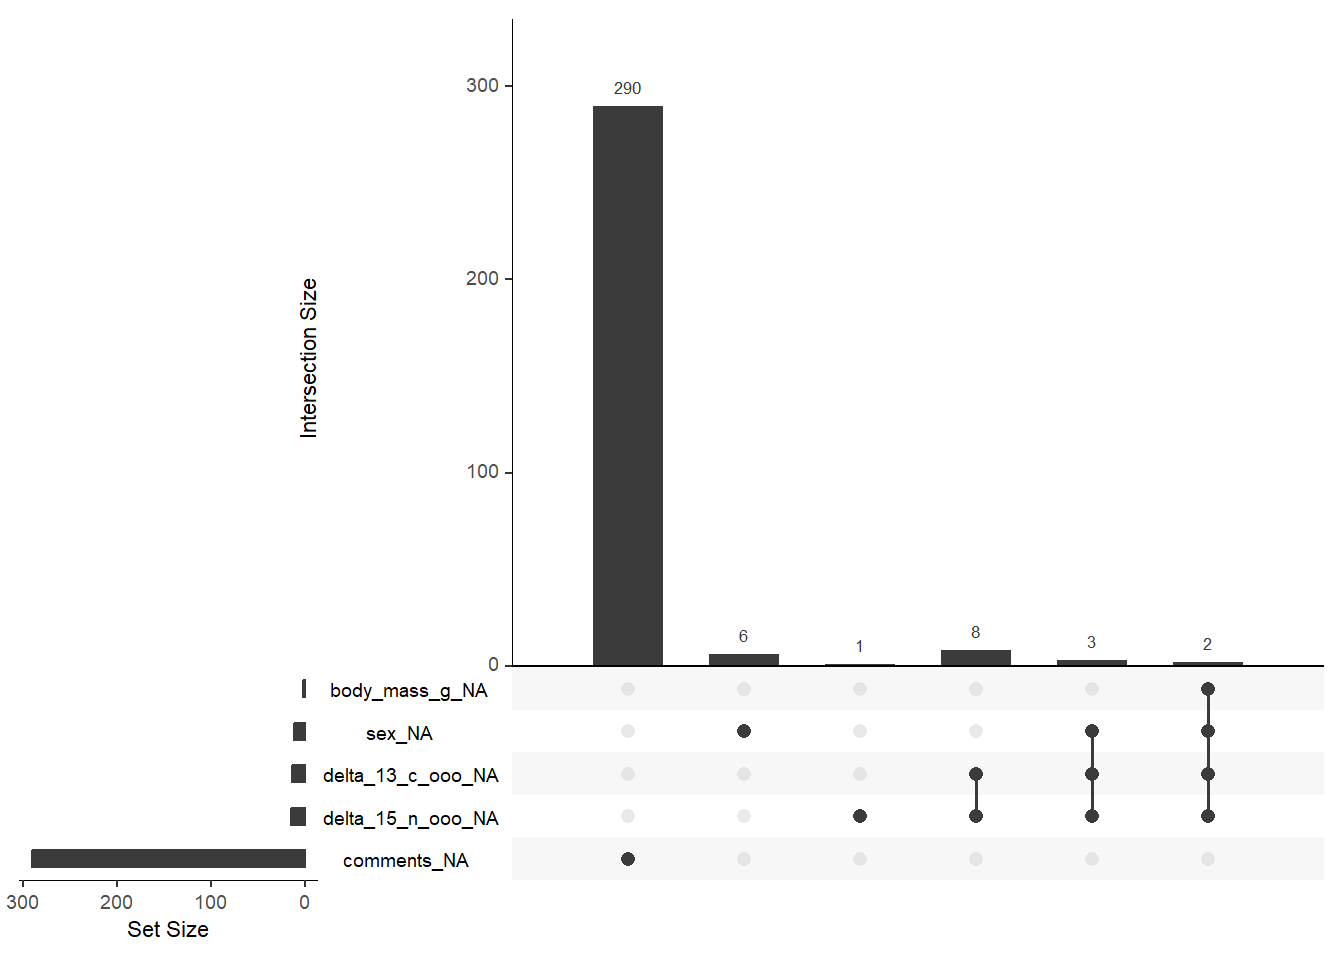 300
290
200
Intersection Size
100
6
1
8
3
2
0
body_mass_g_NA
sex_NA
delta_13_c_ooo_NA
delta_15_n_ooo_NA
comments_NA
300 200 100 0
Set Size